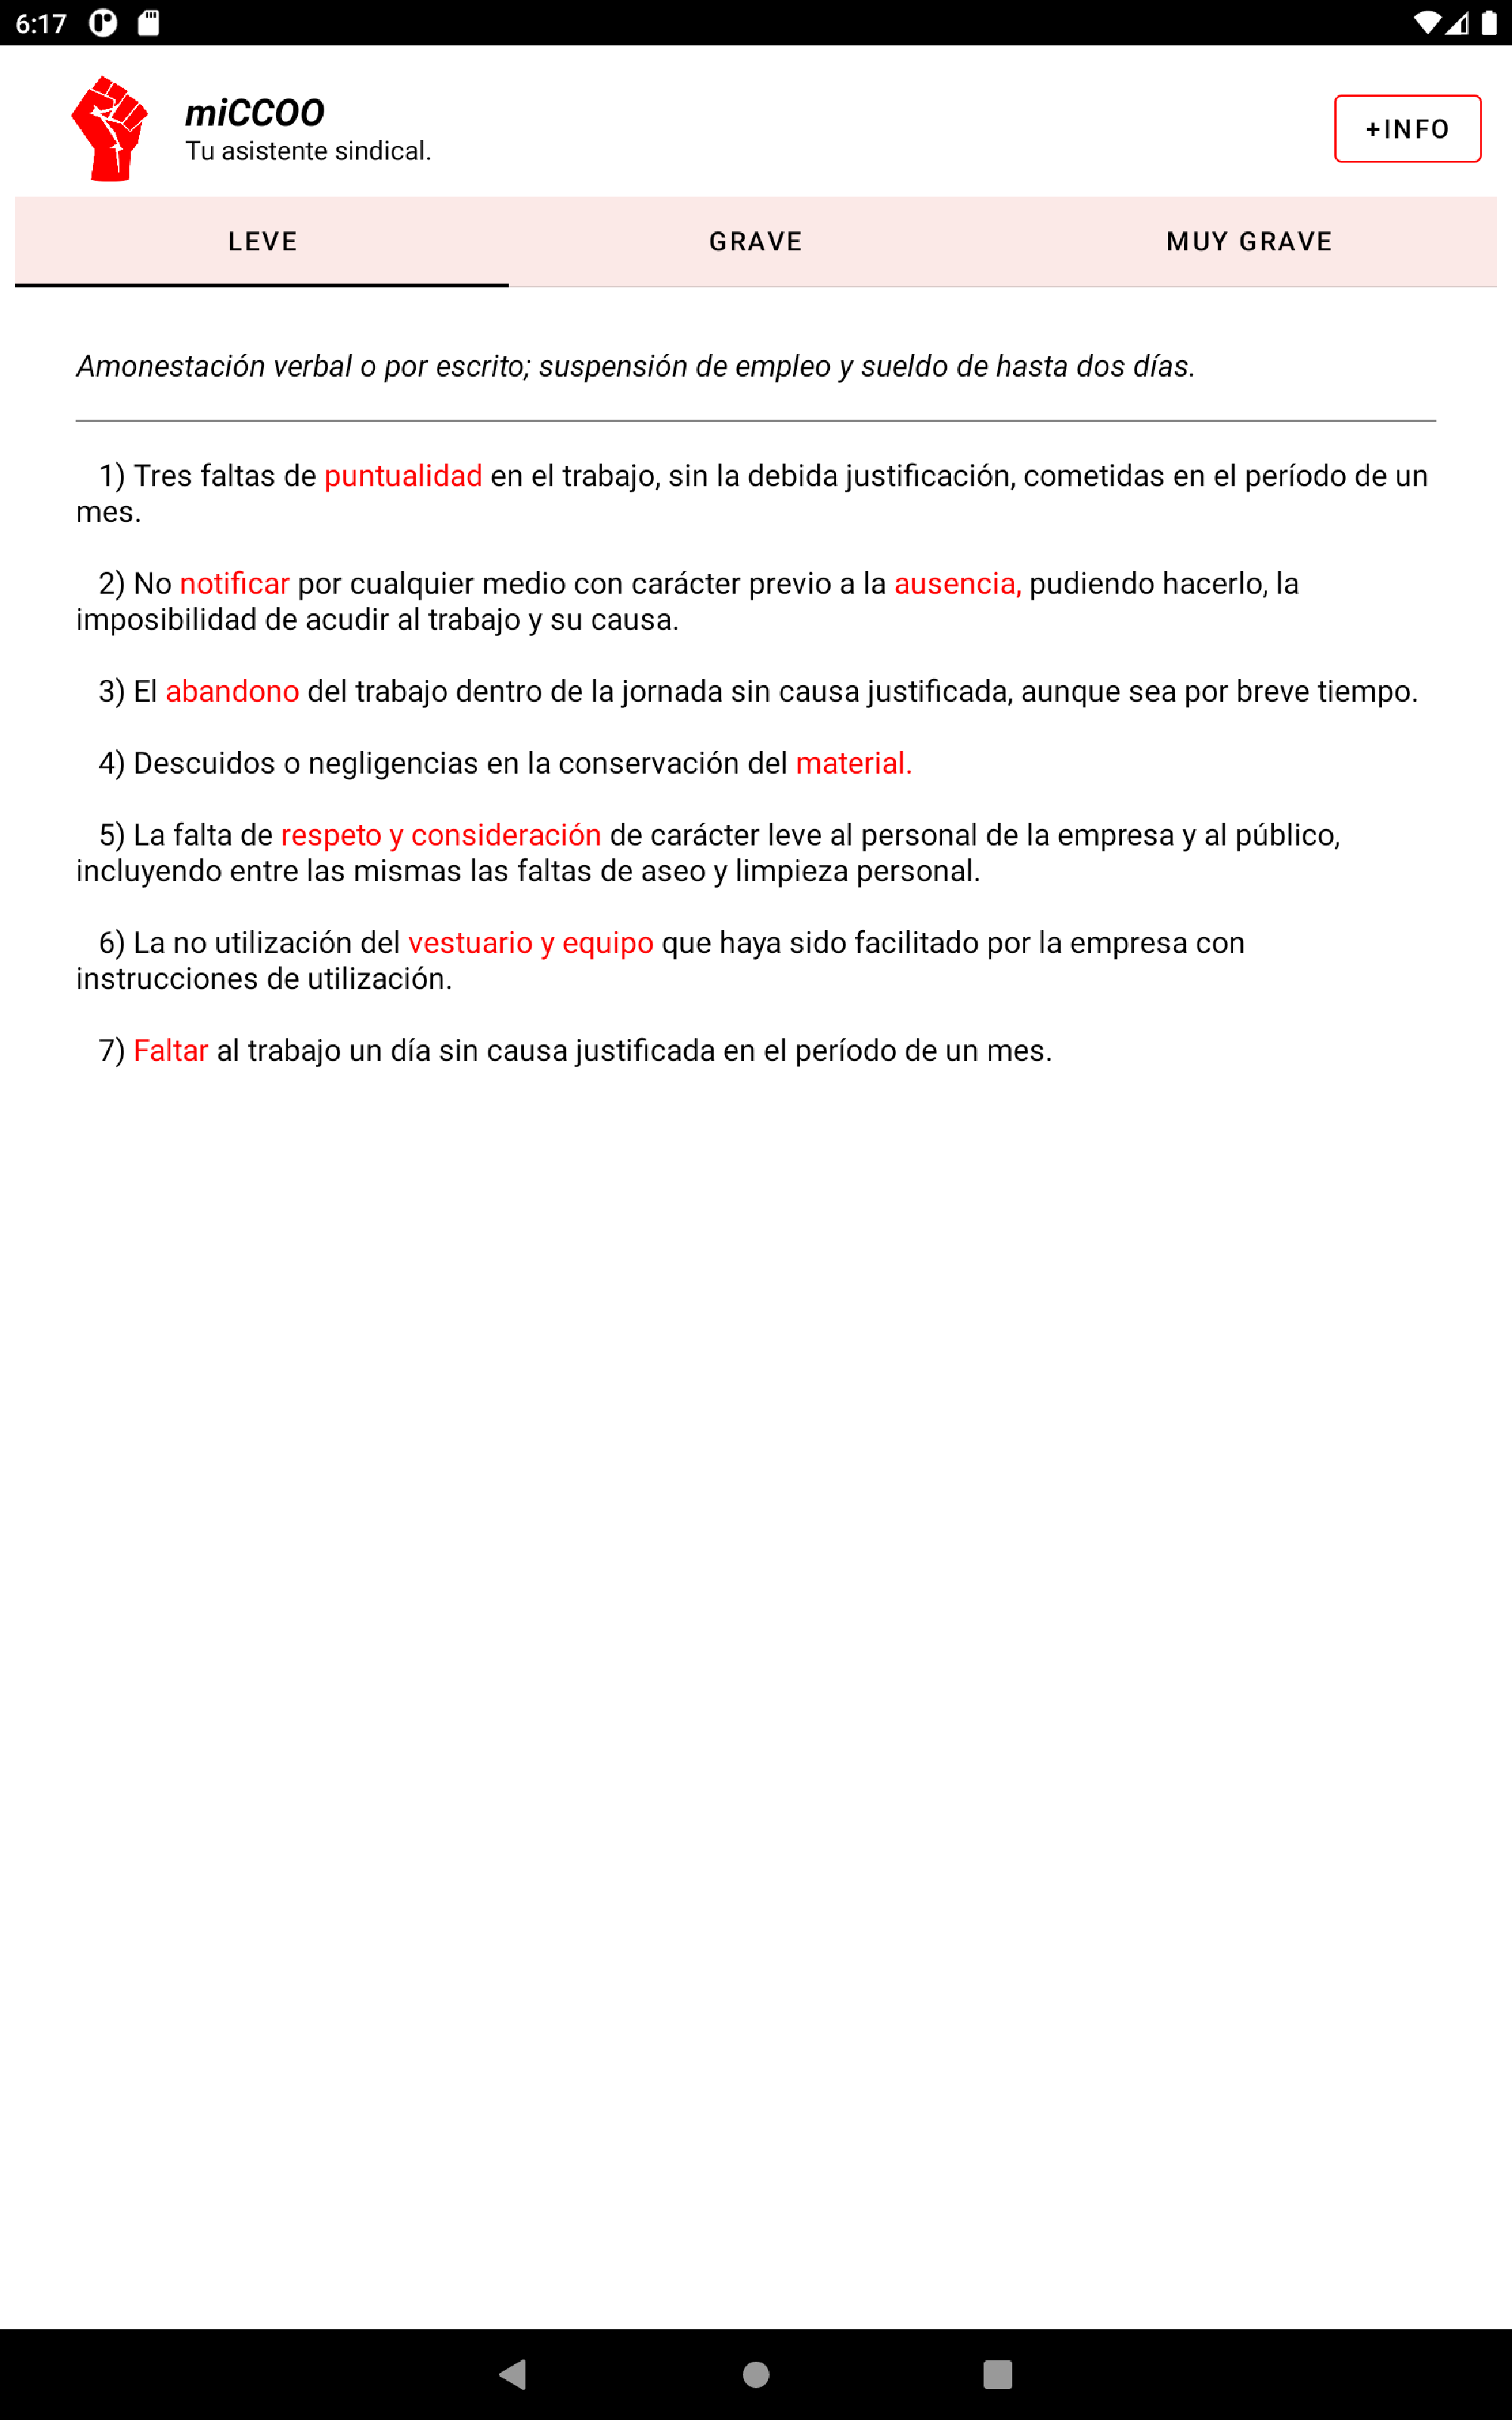 6:17
miCCOO
Tu asistente sindical.
+INFO
LEVE GRAVE MUY GRAVE
Amonestación verbal o por escrito; suspensión de empleo y sueldo de hasta dos días.
1) Tres faltas de puntualidad en el trabajo, sin la debida justificación, cometidas en el período de un
mes.
2) No notificar por cualquier medio con carácter previo a la ausencia, pudiendo hacerlo, la
imposibilidad de acudir al trabajo y su causa.
3) El abandono del trabajo dentro de la jornada sin causa justificada, aunque sea por breve tiempo.
4) Descuidos o negligencias en la conservación del material.
5) La falta de respeto y consideración de carácter leve al personal de la empresa y al público,
incluyendo entre las mismas las faltas de aseo y limpieza personal.
6) La no utilización del vestuario y equipo que haya sido facilitado por la empresa con
instrucciones de utilización.
7) Faltar al trabajo un día sin causa justificada en el período de un mes.